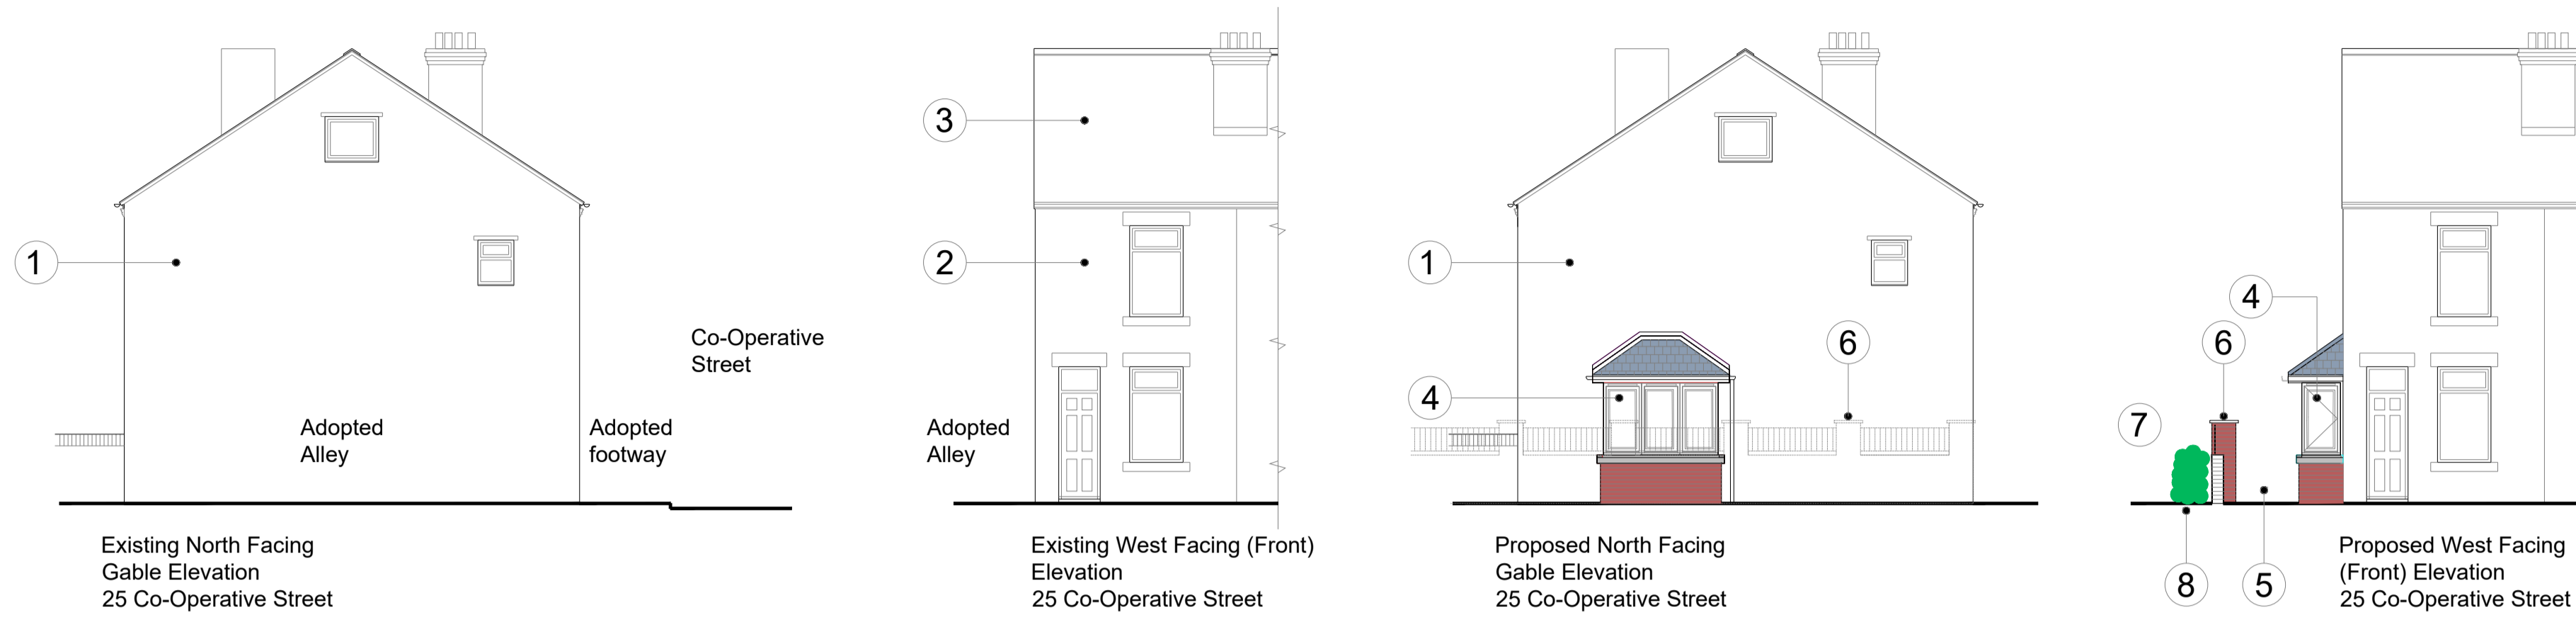 1
Adopted
Alley
Adopted
footway
Co-Operative
Street
Existing North Facing
Gable Elevation
25 Co-Operative Street
3
2
Adopted
Alley
Existing West Facing (Front)
Elevation
25 Co-Operative Street
1
6
4
Proposed North Facing
Gable Elevation
25 Co-Operative Street
4
6
7
8
5
Proposed West Facing
(Front) Elevation
25 Co-Operative Street